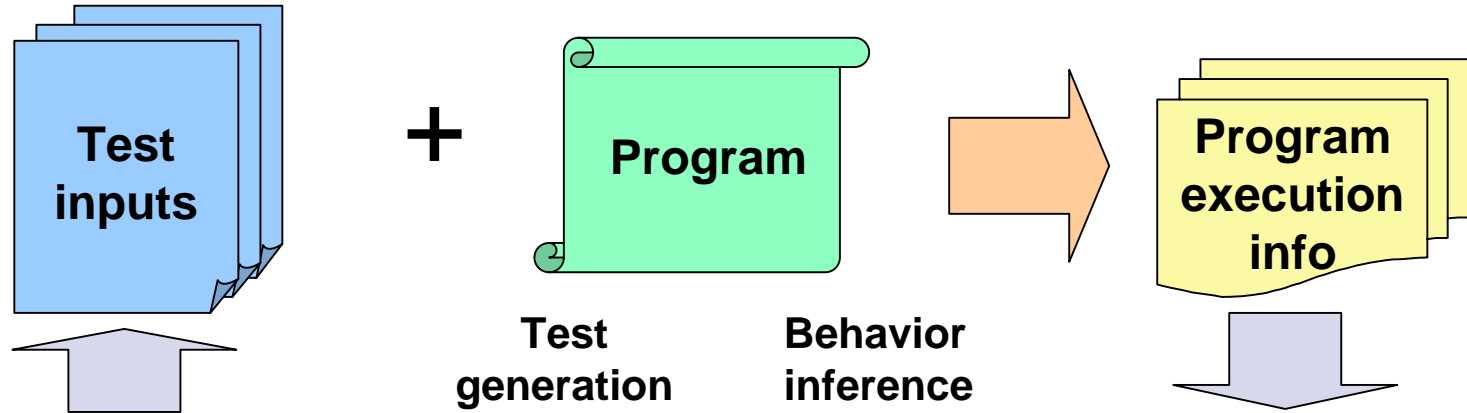 Test
inputs
+
Program
Program
execution
info
Test
generation
Behavior
inference